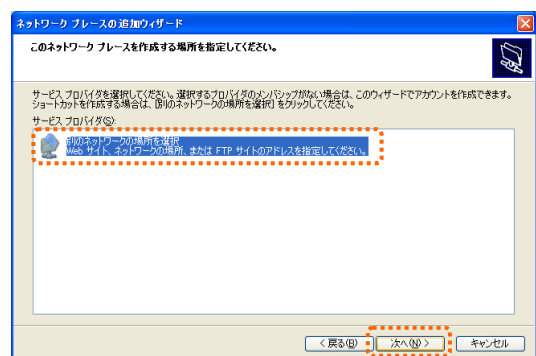 ネットワーク プレースの追加ウィザード
このネットワーク プレースを作成する場所を指定してください。
サービス プロバイダを選択してください。選択するプロバイダのメンバシップがない場合は、このウィザードでアカウントを作成できます。
ショートカットを作成する場合は、[別のネットワークの場所を選択] をクリックしてください。
サービス プロバイダ(S):
別のネットワークの場所を選択
Web サイト、ネットワークの場所、または FTP サイトのアドレスを指定してください。
< 戻る(B) 次へ(N) > キャンセル